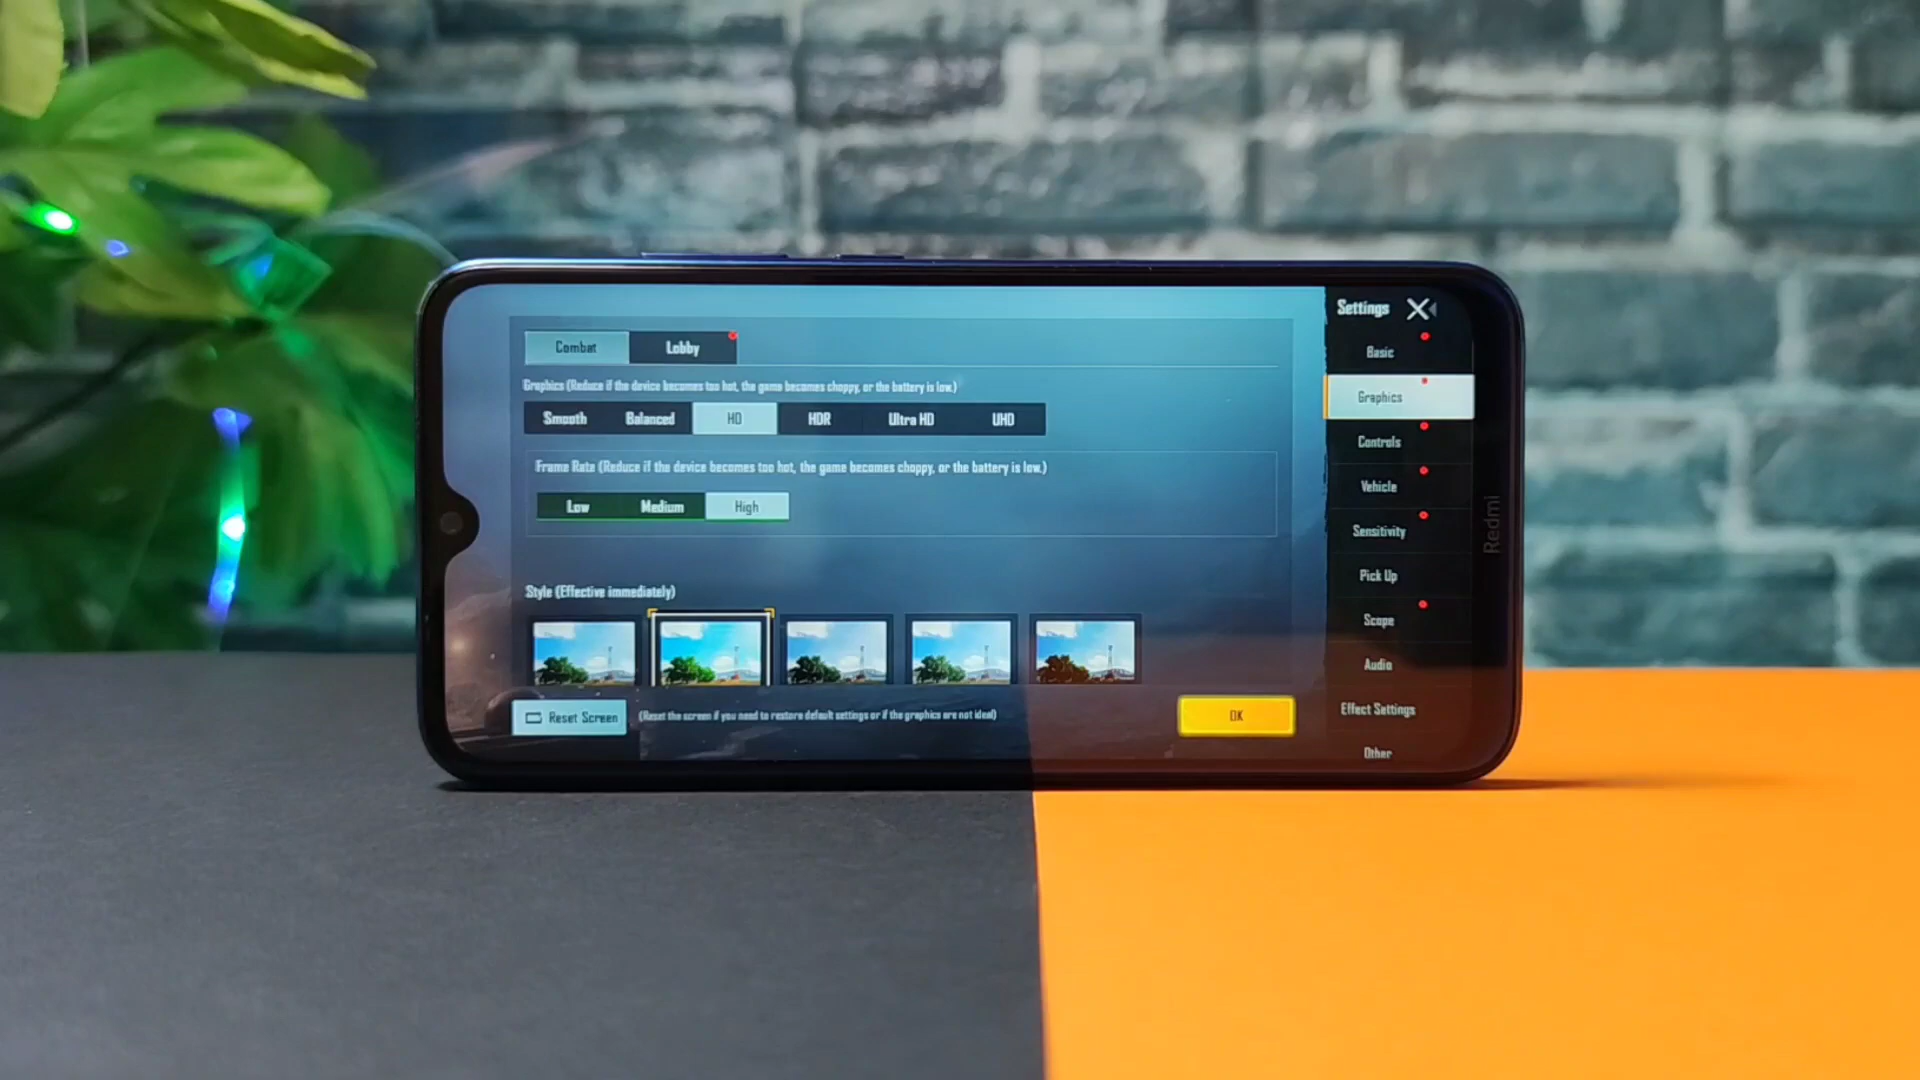 Settings
Combat
Lobby
Graphics (Reduce if the device becomes too hot, the game becomes choppy, or the battery is low.)
Smooth Balanced HD HDR Ultra HD UHD
Frame Rate (Reduce if the device becomes too hot, the game becomes choppy, or the battery is low.)
Low Medium High
Style (Effective immediately)
Reset Screen
(Reset the screen if you need to restore default settings or if the graphics are not ideal)
OK
Basic
Graphics
Controls
Vehicle
Sensitivity
Pick Up
Scope
Audio
Effect Settings
Other
Redmi